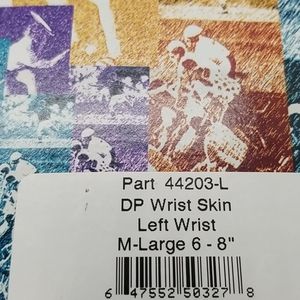 Part 44203-L
DP Wrist Skin
Left Wrist
M-Large 6 - 8"
6 47552 50327 8